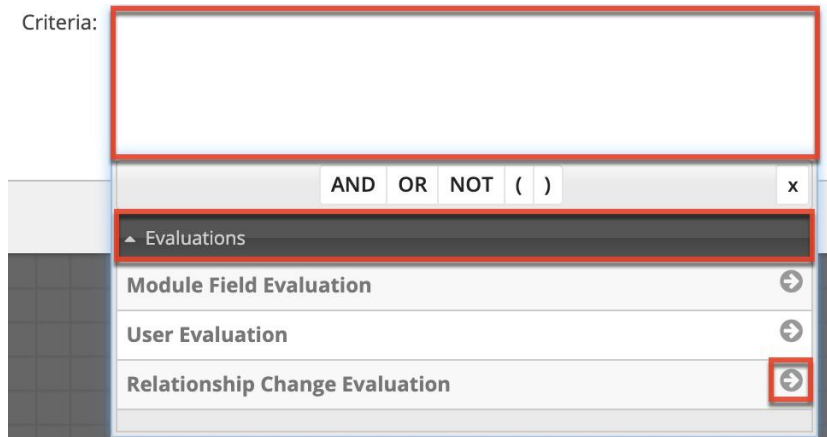 Criteria:
AND OR NOT ( ) x
Evaluations
Module Field Evaluation
User Evaluation
Relationship Change Evaluation